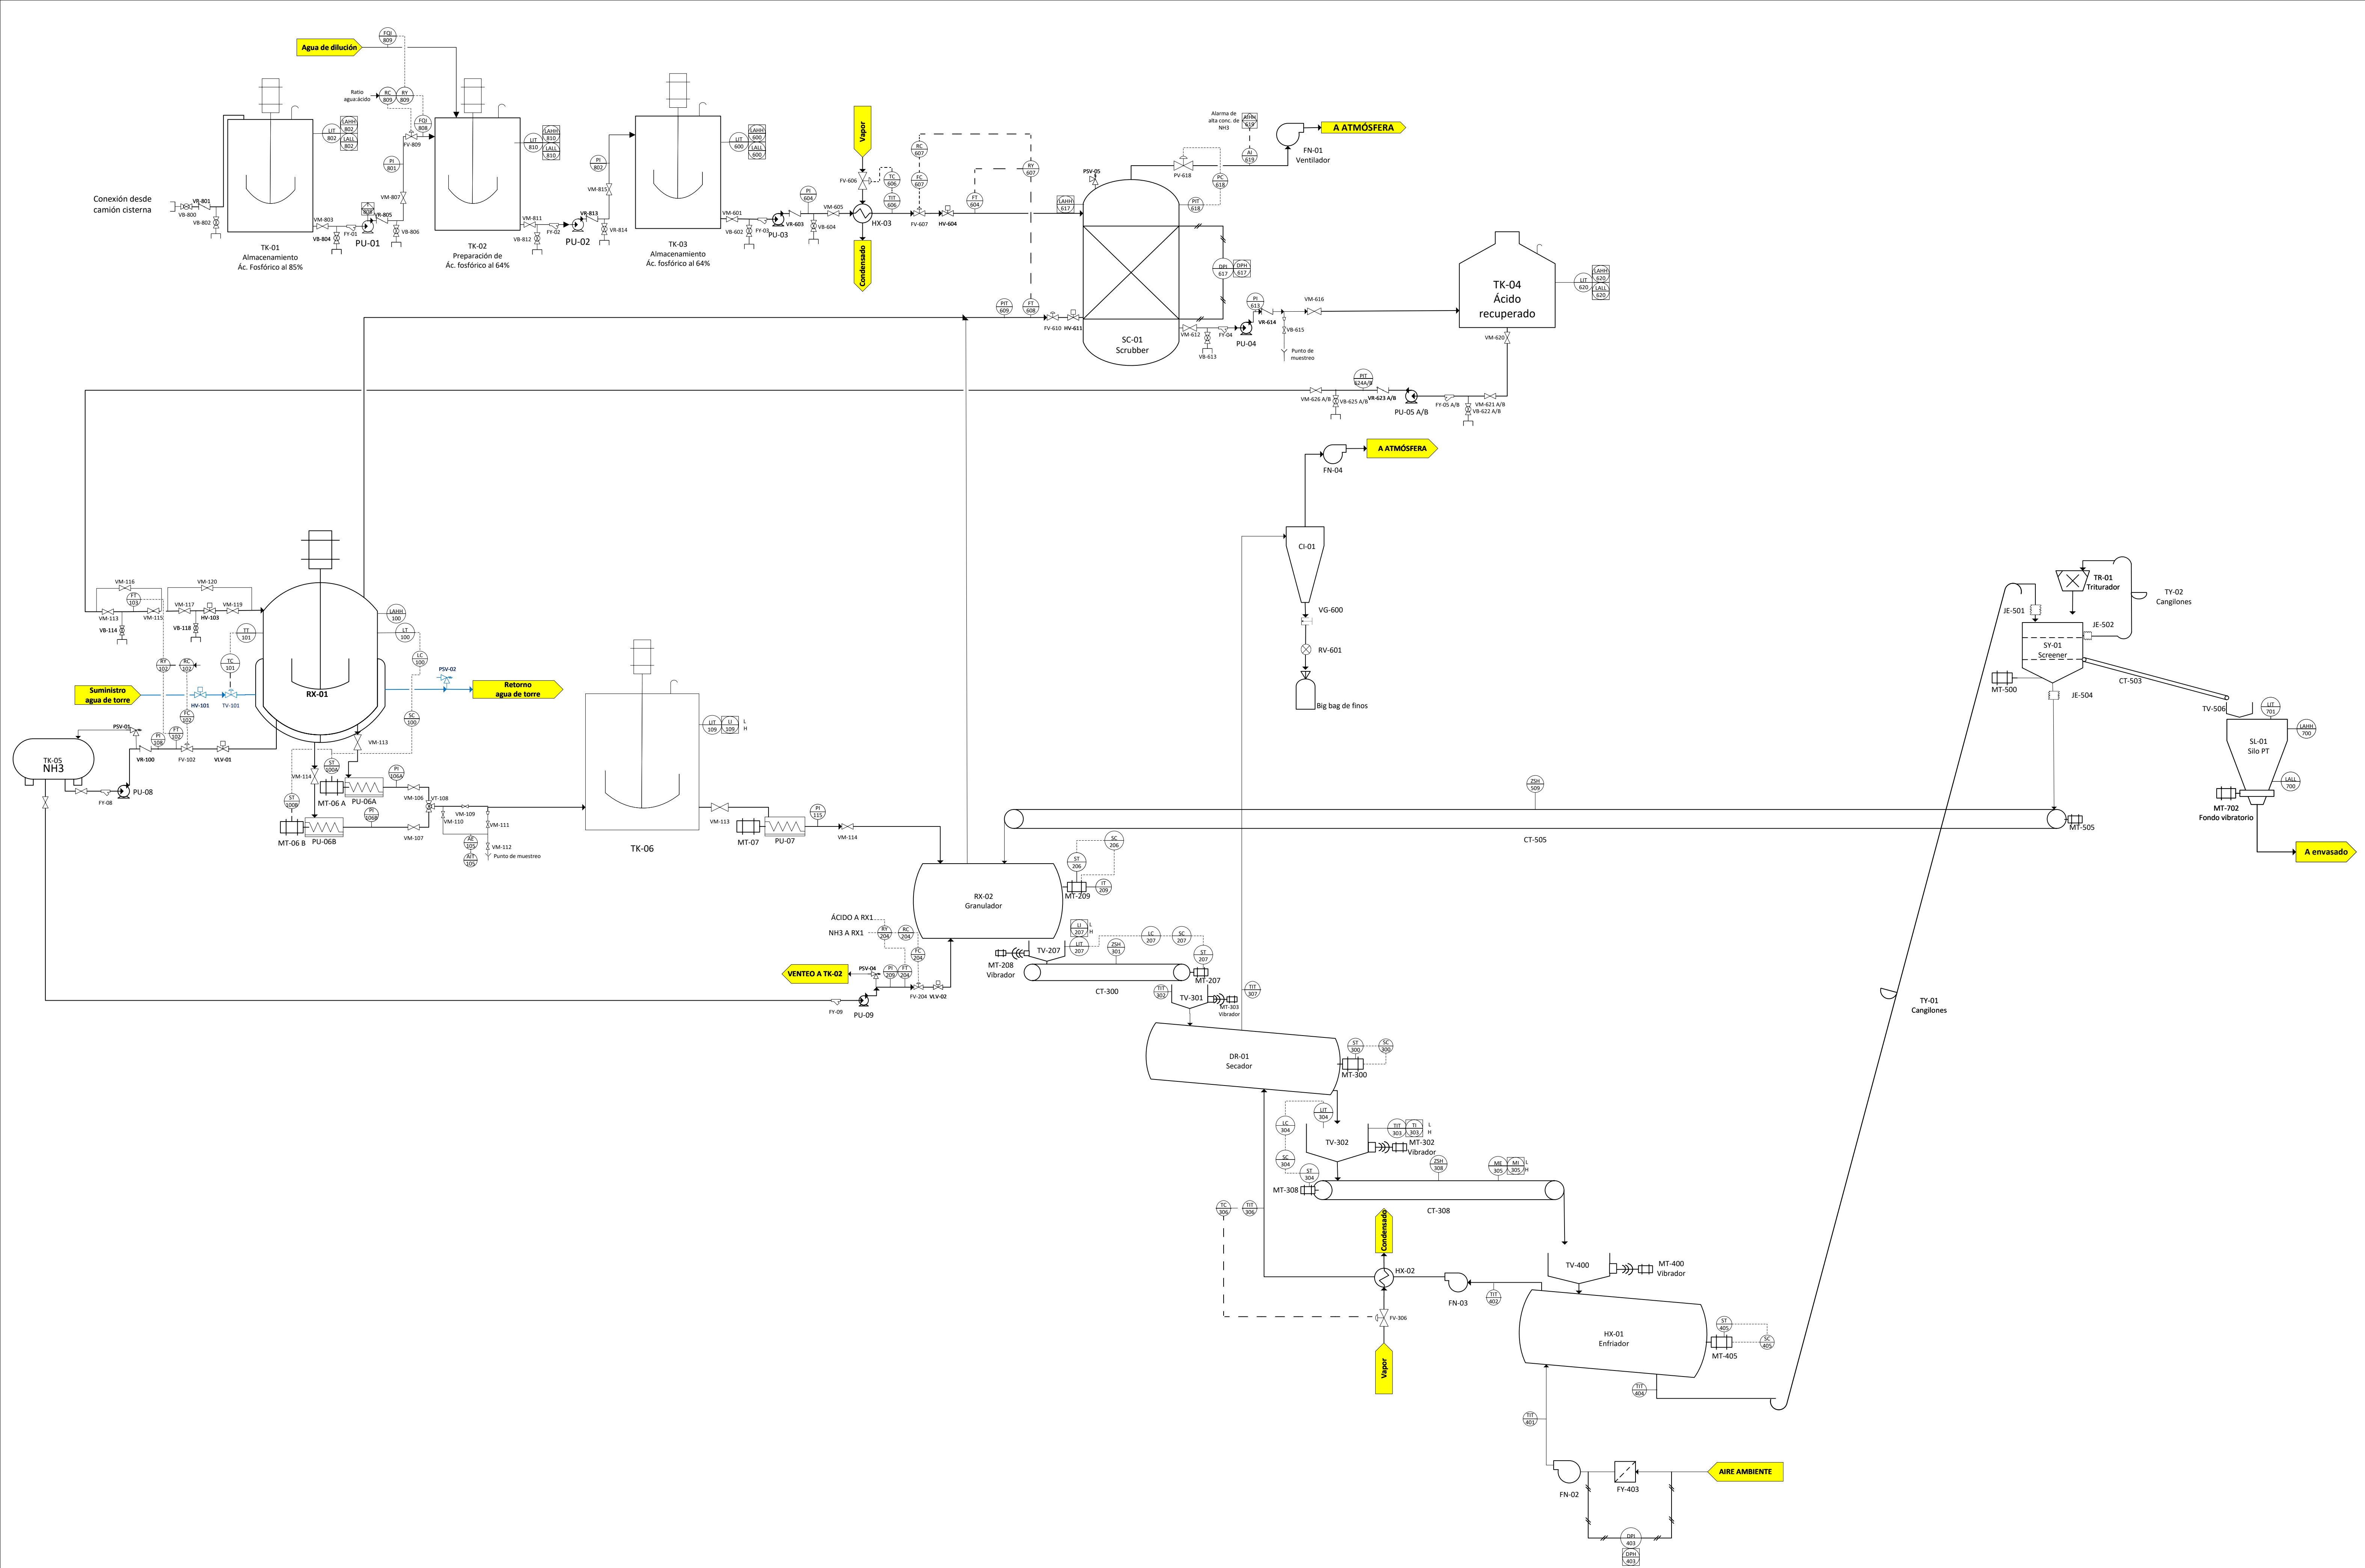 Agua de dilución
FQI
809
Ratio
agua:ácido
RC
809
RY
809
FQI
808
FV-809
LIT
802
LAHH
802
LALL
802
PI
801
VM-807
Conexión desde
camión cisterna
VB-800
VR-801
VB-802
VM-803
VB-804
FY-01
VR-805
PU-01
VB-806
TK-01
Almacenamiento
Ác. Fosfórico al 85%
LIT
810
LAHH
810
LALL
810
VM-811
VB-812
FY-02
PU-02
VR-813
VB-814
PI
802
VM-815
TK-02
Preparación de
Ác. fosfórico al 64%
TK-03
Almacenamiento
Ác. fosfórico al 64%
LIT
600
LAHH
600
LALL
600
VM-601
VB-602
FY-03
PU-03
VR-603
PI
604
VB-604
VM-605
Vapor
FV-606
TC
606
TIT
606
HX-03
Condensado
RC
607
FC
607
FV-607
HV-604
RY
607
FT
604
LAHH
617
PSV-05
PV-618
PC
618
PIT
618
Alarma de
alta conc. de
NH3
AHH
619
AI
619
FN-01
Ventilador
A ATMÓSFERA
DPI
617
DPH
617
SC-01
Scrubber
PIT
609
FT
608
FV-610
HV-611
VM-612
VB-613
FY-04
PU-04
PI
613
VR-614
VB-615
Punto de
muestreo
VM-616
TK-04
Ácido
recuperado
LIT
620
LAHH
620
LALL
620
VM-620
VM-621 A/B
VB-622 A/B
FY-05 A/B
PU-05 A/B
VR-623 A/B
PIT
624A/B
VB-625 A/B
VM-626 A/B
FN-04
A ATMÓSFERA
CI-01
VG-600
RV-601
Big bag de finos
VM-116
FT
103
VM-113
VB-114
VM-115
VM-120
VM-117
VB-118
HV-103
VM-119
TT
101
TC
101
RY
102
RC
102
FC
102
Suministro
agua de torre
HV-101
TV-101
RX-01
LAHH
100
LT
100
LC
100
SC
100
PSV-02
Retorno
agua de torre
TK-05
NH3
PSV-01
FY-08
PU-08
VR-100
PI
108
FT
102
FV-102
VLV-01
VM-114
VM-113
ST
100A
MT-06 A
PU-06A
PI
106A
VM-106
VT-108
ST
100B
MT-06 B
PU-06B
PI
106B
VM-107
VM-109
VM-110
VM-111
VM-112
AE
105
AIT
105
Punto de muestreo
TK-06
LIT
109
LI
109
L
H
VM-113
MT-07
PU-07
PI
115
VM-114
RX-02
Granulador
SC
206
ST
206
IT
209
MT-209
ÁCIDO A RX1
NH3 A RX1
RY
204
RC
204
FC
204
VENTEO A TK-02
PSV-04
PI
209
FT
204
FV-204
VLV-02
FY-09
PU-09
TV-207
MT-208
Vibrador
LI
207
L
H
LIT
207
ZSH
301
LC
207
SC
207
ST
207
MT-207
CT-300
TIT
302
TV-301
MT-303
Vibrador
TIT
307
DR-01
Secador
ST
300
SC
300
MT-300
LIT
304
LC
304
SC
304
ST
304
TV-302
TIT
303
TI
303
L
H
MT-302
Vibrador
MT-308
ZSH
308
ME
305
MI
305
L
H
CT-308
TC
306
TIT
306
Condensado
HX-02
FV-306
Vapor
FN-03
TIT
402
TV-400
MT-400
Vibrador
HX-01
Enfriador
ST
405
SC
405
MT-405
TIT
404
TIT
401
FN-02
FY-403
AIRE AMBIENTE
DPI
403
DPH
403
TY-01
Cangilones
ZSH
509
CT-505
MT-505
TR-01
Triturador
TY-02
Cangilones
JE-501
JE-502
SY-01
Screener
MT-500
JE-504
CT-503
TV-506
LIT
701
LAHH
700
SL-01
Silo PT
LALL
700
MT-702
Fondo vibratorio
A envasado